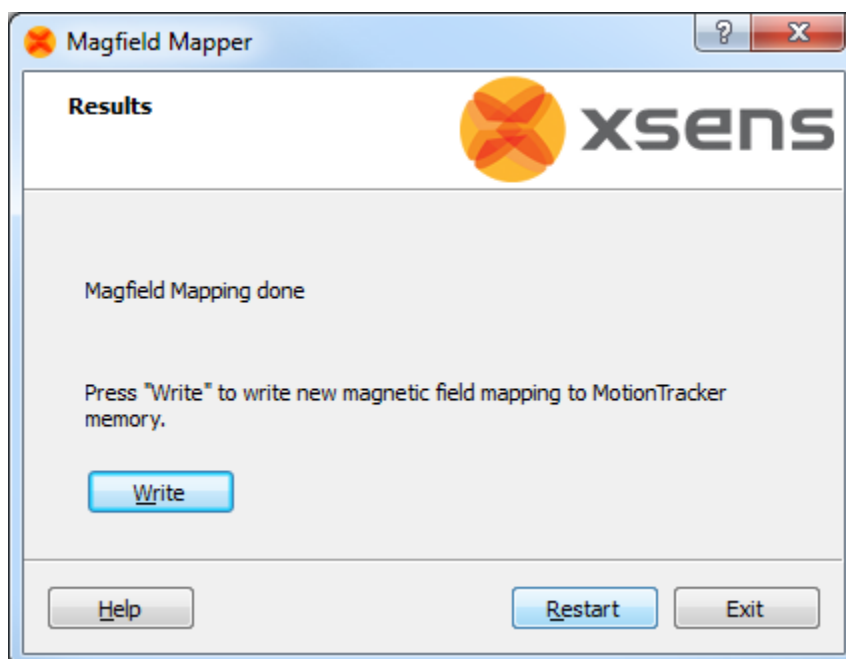 Magfield Mapper
Results
xsens
Magfield Mapping done
Press "Write" to write new magnetic field mapping to MotionTracker
memory.
Write
Help
Restart
Exit